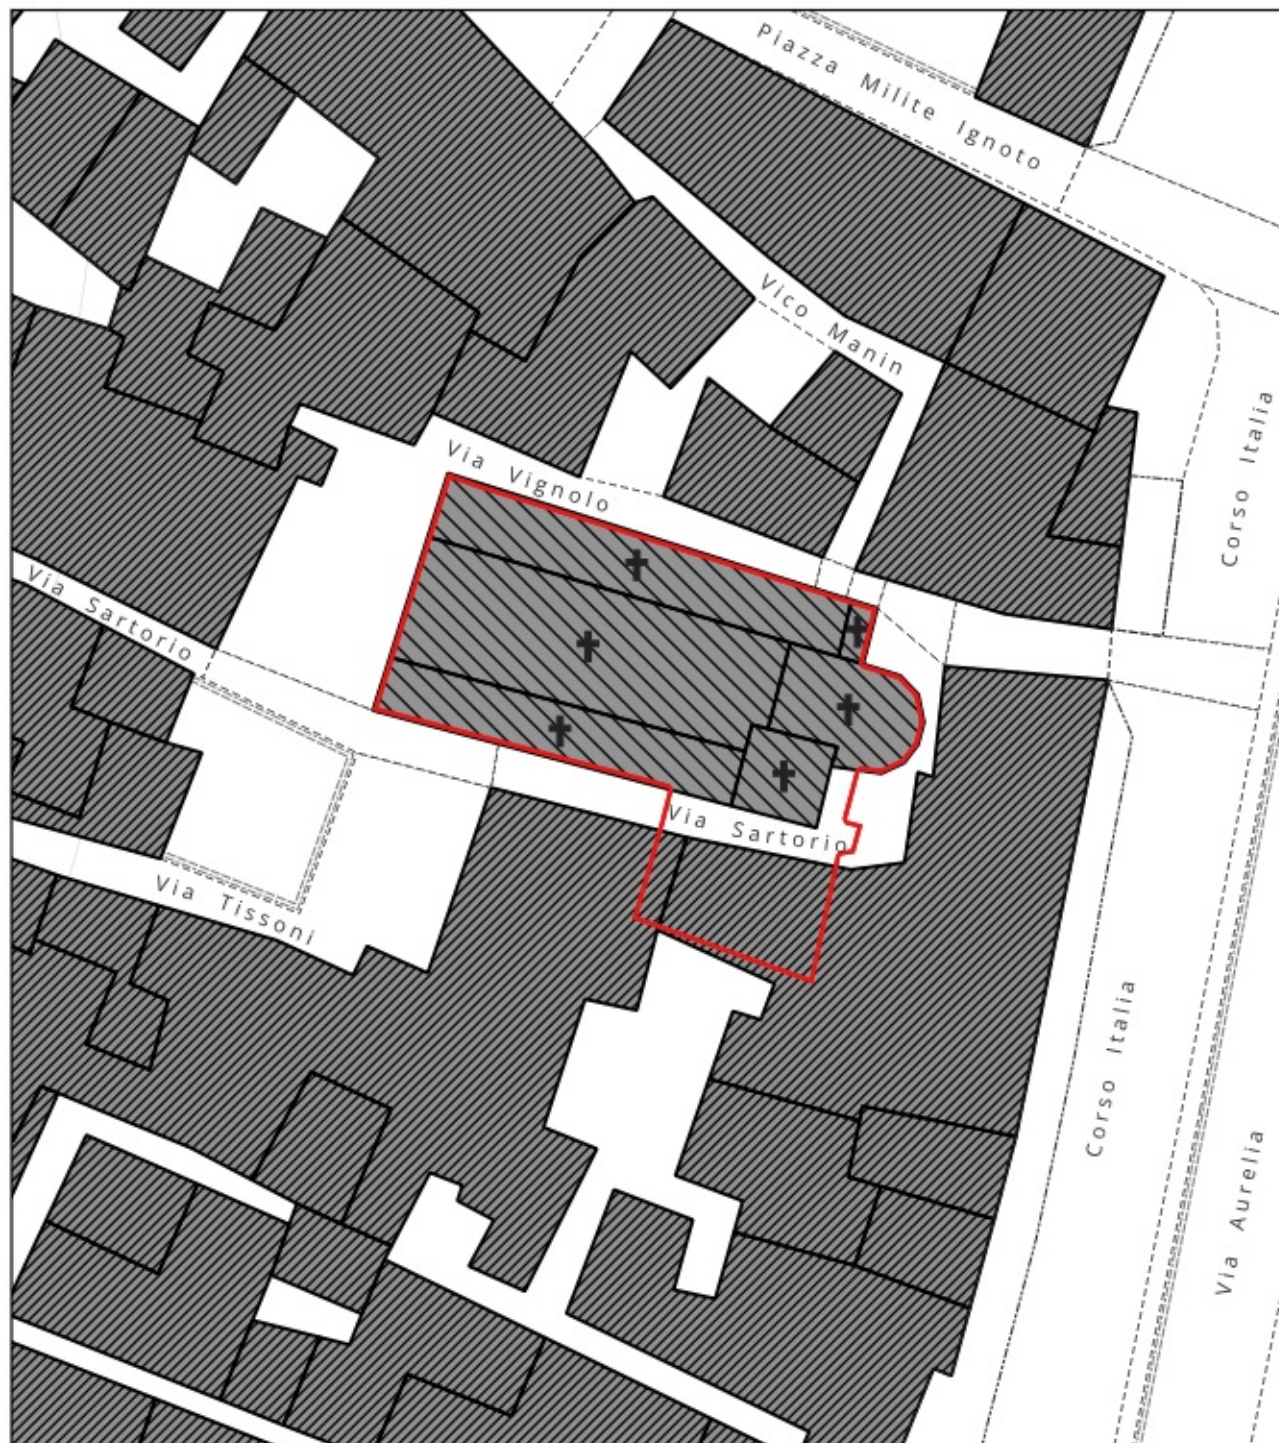 Piazza Milite Ignoto
Vico Manin
Corso Italia
Via Vignolo
Via Sartorio
Via Sartorio
Via Tissoni
Corso Italia
Via Aurelia